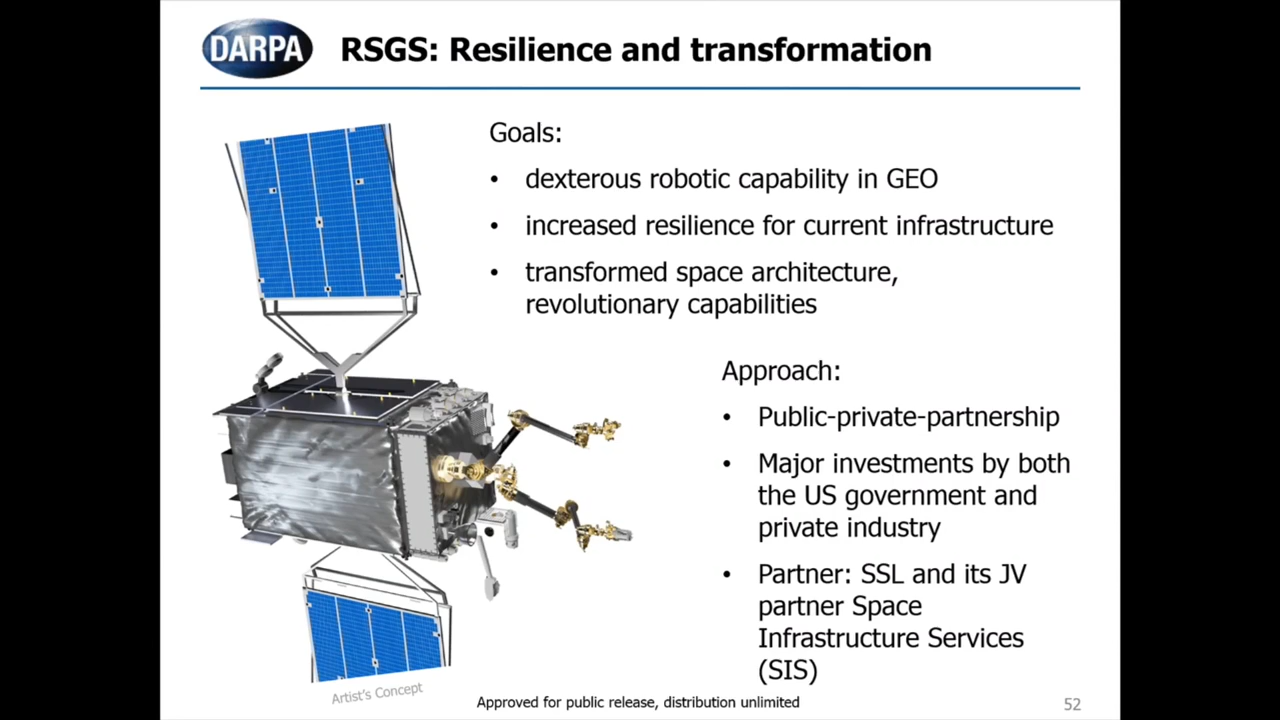 DARPA
RSGS: Resilience and transformation
Goals:
• dexterous robotic capability in GEO
• increased resilience for current infrastructure
• transformed space architecture,
revolutionary capabilities
Approach:
• Public-private-partnership
• Major investments by both
the US government and
private industry
• Partner: SSL and its JV
partner Space
Infrastructure Services
(SIS)
Artist's Concept
Approved for public release, distribution unlimited
52